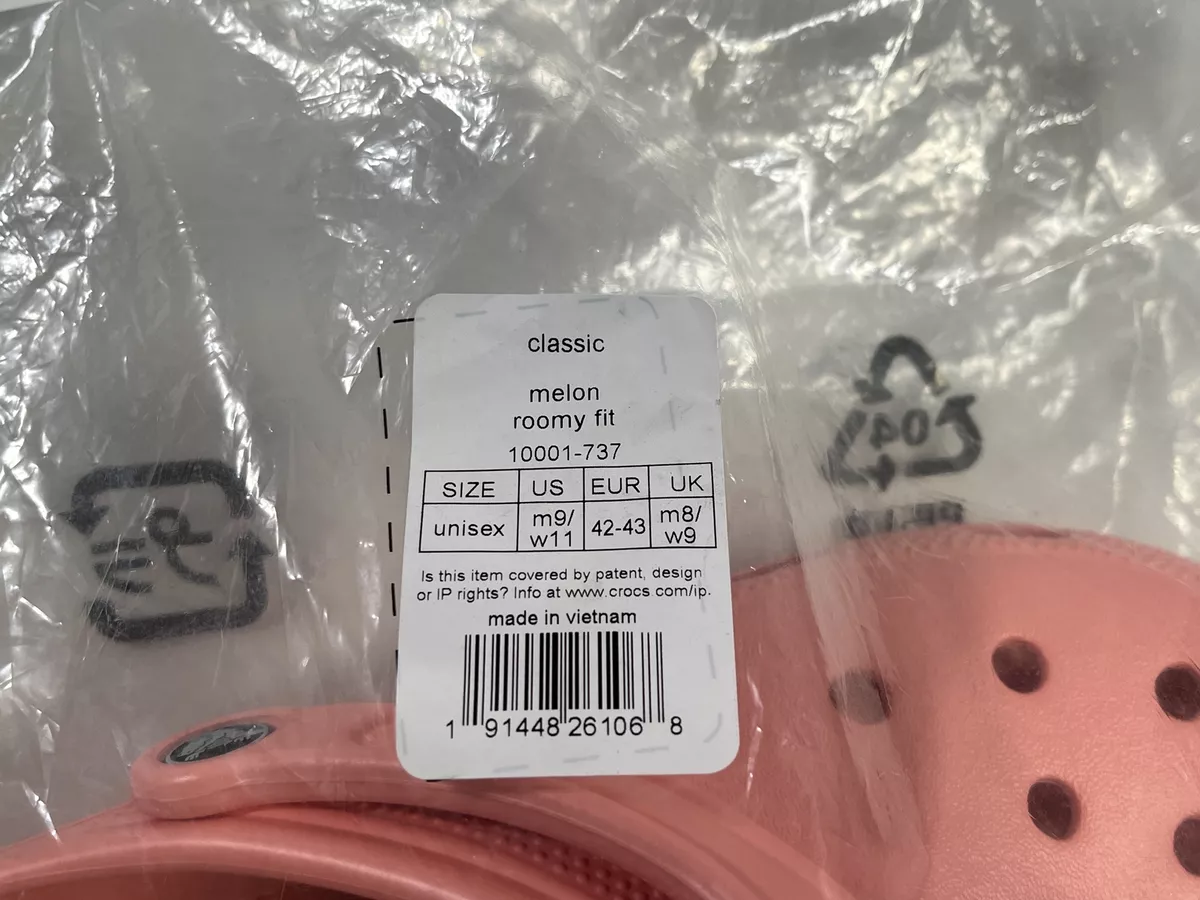 classic
melon
roomy fit
10001-737
SIZE US EUR UK
unisex m9/ w11 42-43 m8/ w9
Is this item covered by patent, design
or IP rights? Info at www.crocs.com/ip.
made in vietnam
1 91448 26106 8
04